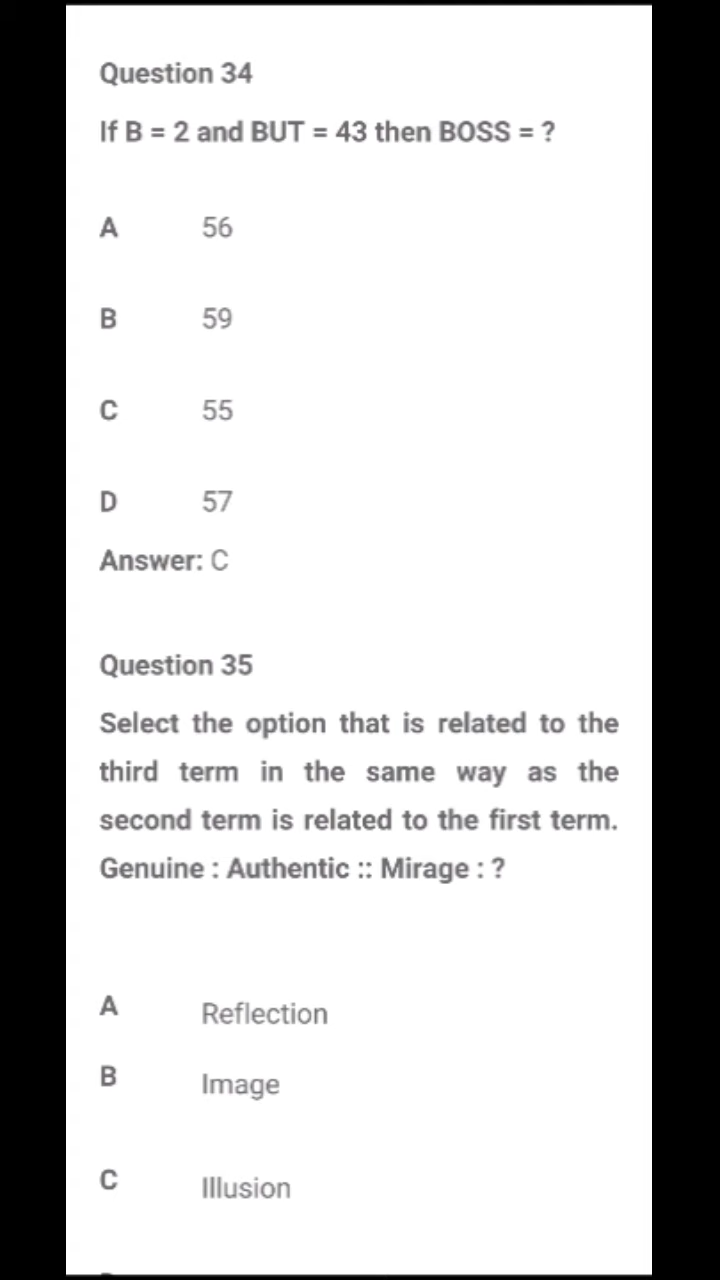 Question 34
If B = 2 and BUT = 43 then BOSS = ?
A 56
B 59
C 55
D 57
Answer: C
Question 35
Select the option that is related to the
third term in the same way as the
second term is related to the first term.
Genuine : Authentic :: Mirage : ?
A Reflection
B Image
C Illusion